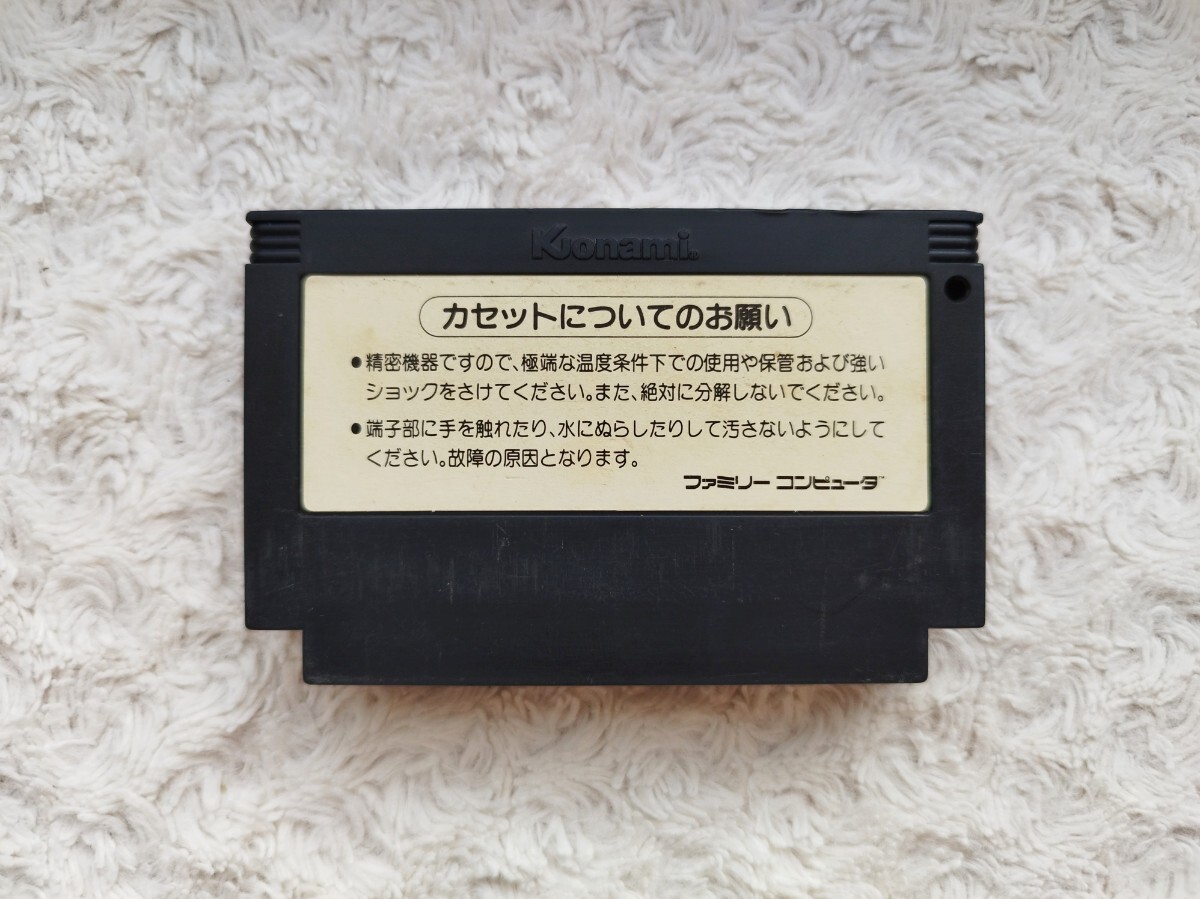 Konami®
カセットについてのお願い
●精密機器ですので、極端な温度条件下での使用や保管および強い
ショックをさけてください。また、絶対に分解しないでください。
●端子部に手を触れたり、水にぬらしたりして汚さないようにして
ください。故障の原因となります。
ファミリー コンピュータ™